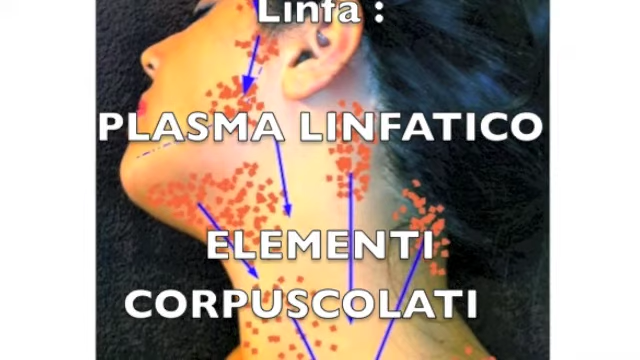 Linfa :
PLASMA LINFATICO
ELEMENTI
CORPUSCOLATI